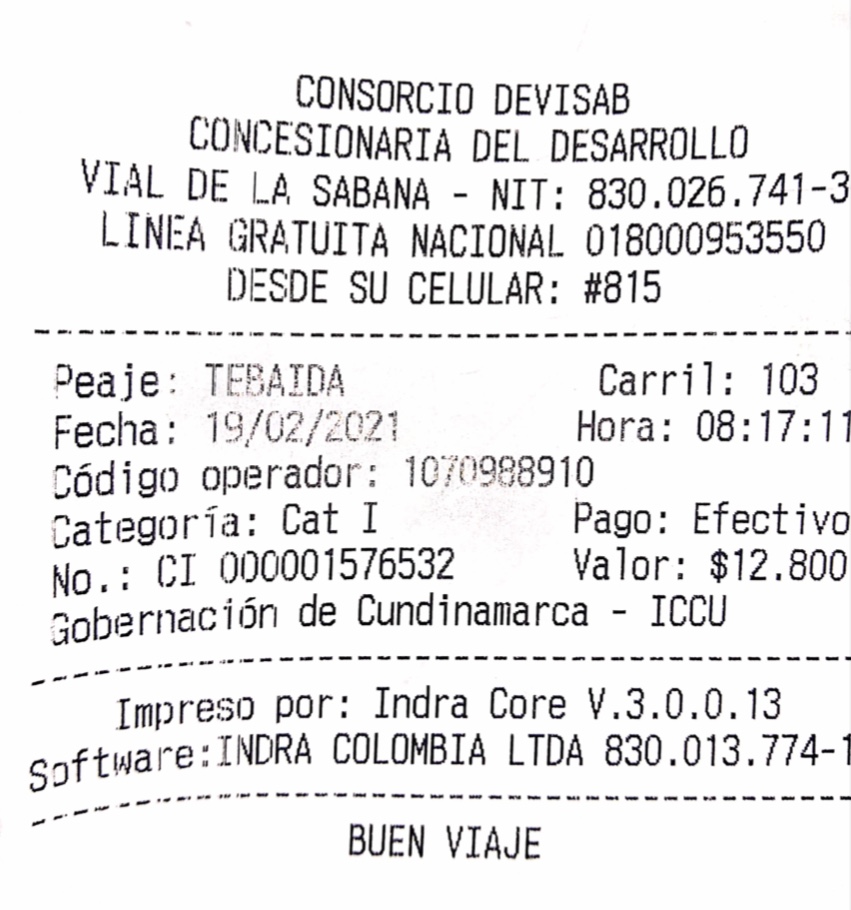 CONSORCIO DEVISAB
CONCESIONARIA DEL DESARROLLO
VIAL DE LA SABANA - NIT: 830.026.741-3
LINEA GRATUITA NACIONAL 018000953550
DESDE SU CELULAR: #815
Peaje: TEBAIDA Carril: 103
Fecha: 19/02/2021 Hora: 08:17:11
Código operador: 1070988910
Categoría: Cat I Pago: Efectivo
No.: CI 000001576532 Valor: $12.800
Gobernación de Cundinamarca - ICCU
Impreso por: Indra Core V.3.0.0.13
Software:INDRA COLOMBIA LTDA 830.013.774-1
BUEN VIAJE